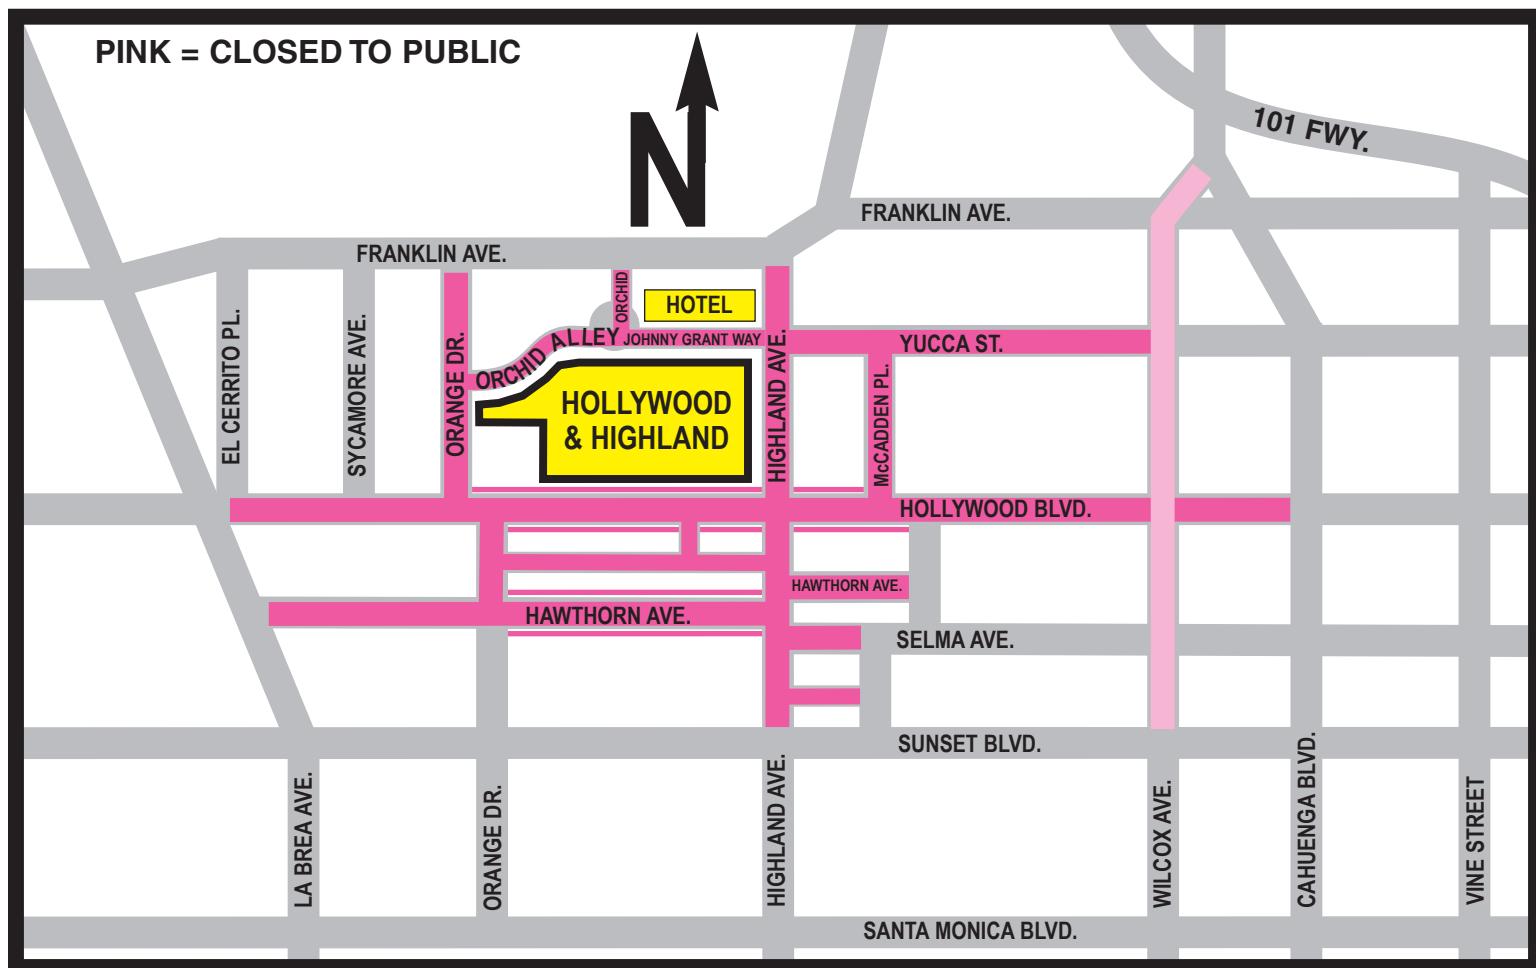 PINK = CLOSED TO PUBLIC
N
101 FWY.
FRANKLIN AVE.
FRANKLIN AVE.
ORCHID
HOTEL
EL CERRITO PL.
SYCAMORE AVE.
ORANGE DR.
ORCHID ALLEY
JOHNNY GRANT WAY
HIGHLAND AVE.
YUCCA ST.
McCADDEN PL.
HOLLYWOOD
& HIGHLAND
HOLLYWOOD BLVD.
HAWTHORN AVE.
HAWTHORN AVE.
SELMA AVE.
SUNSET BLVD.
LA BREA AVE.
ORANGE DR.
HIGHLAND AVE.
WILCOX AVE.
CAHUENGA BLVD.
VINE STREET
SANTA MONICA BLVD.